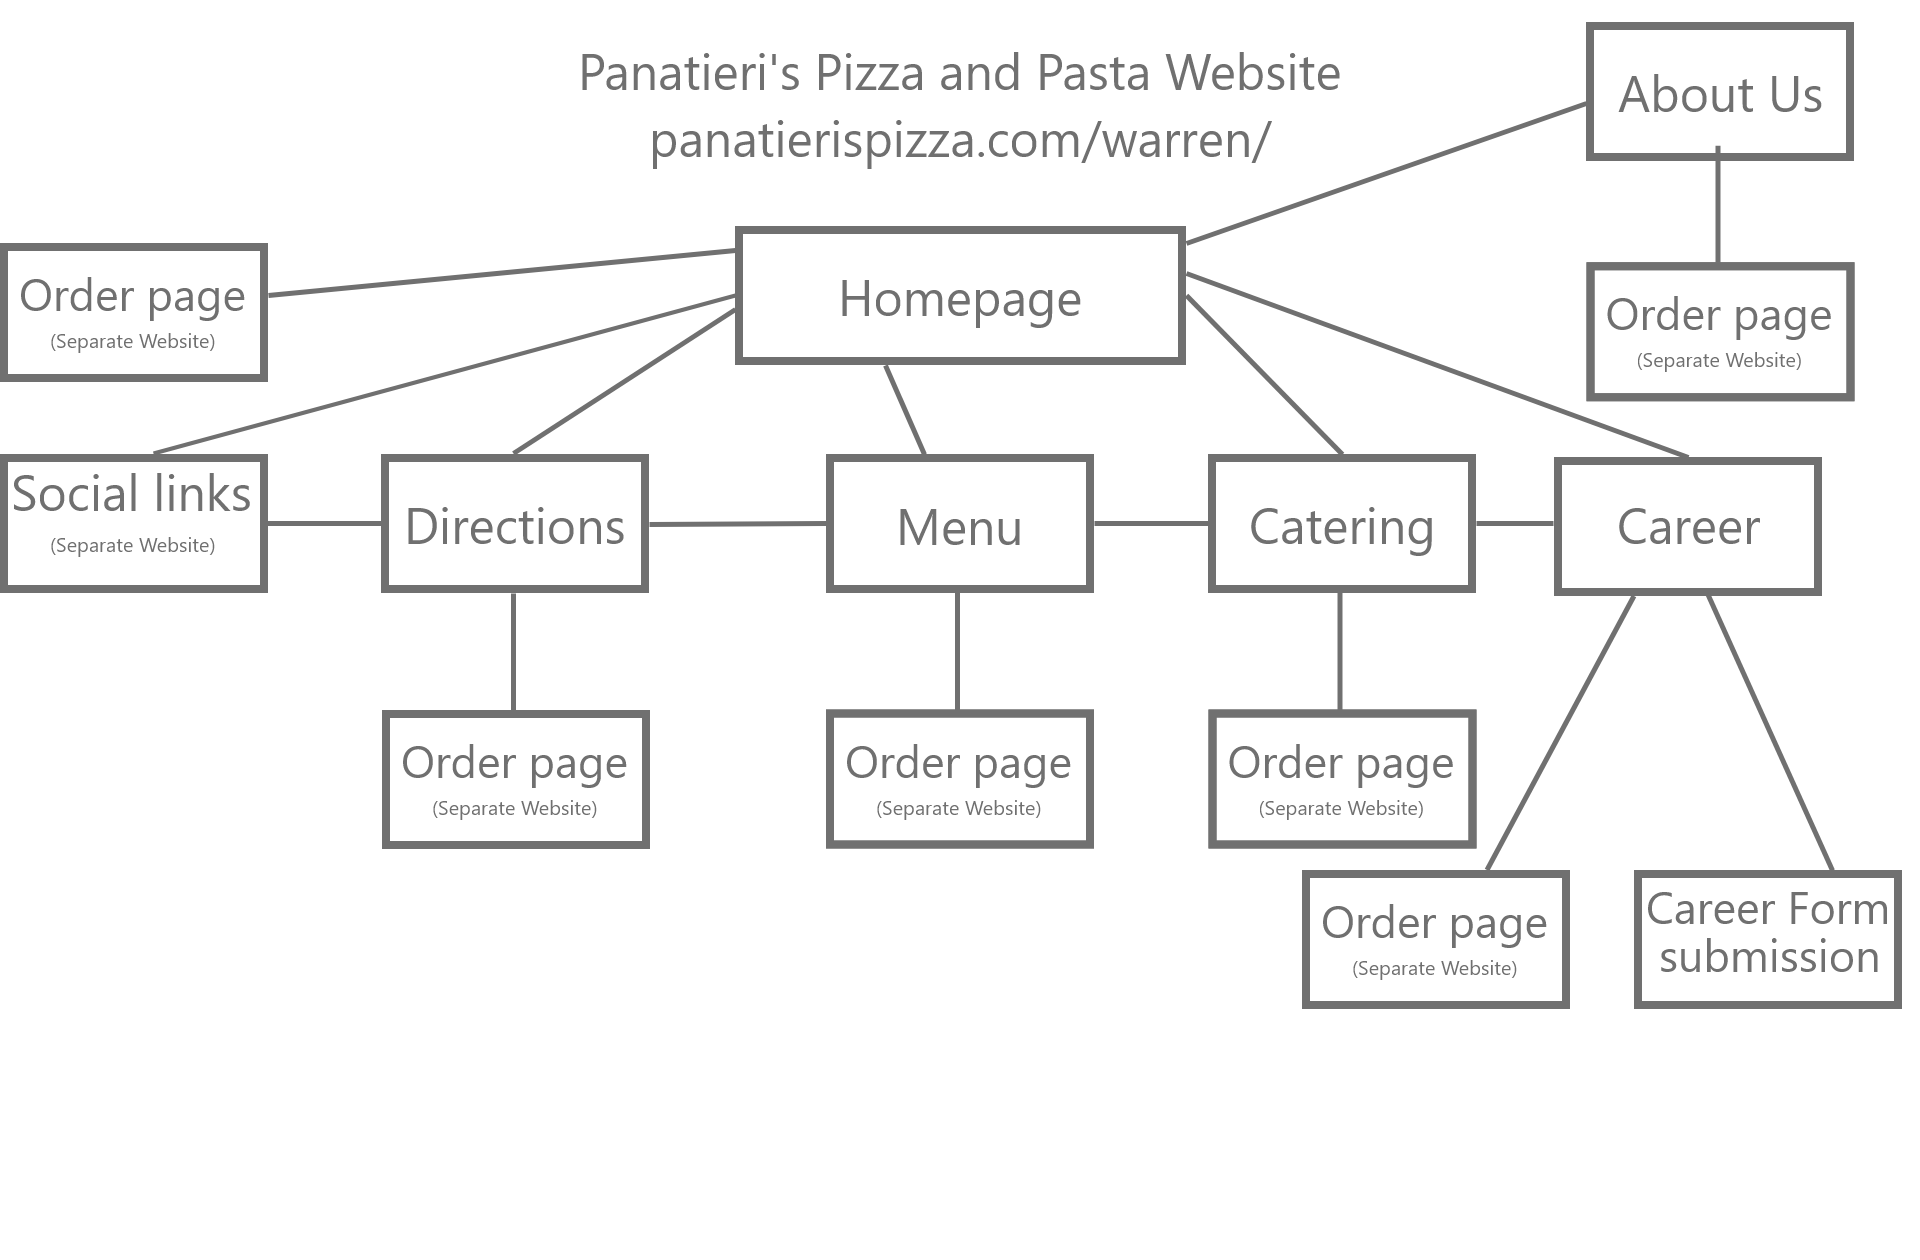 Panatieri's Pizza and Pasta Website
panatierispizza.com/warren/
About Us
Homepage
Order page
(Separate Website)
Order page
(Separate Website)
Social links
(Separate Website)
Directions
Menu
Catering
Career
Order page
(Separate Website)
Order page
(Separate Website)
Order page
(Separate Website)
Order page
(Separate Website)
Career Form
submission